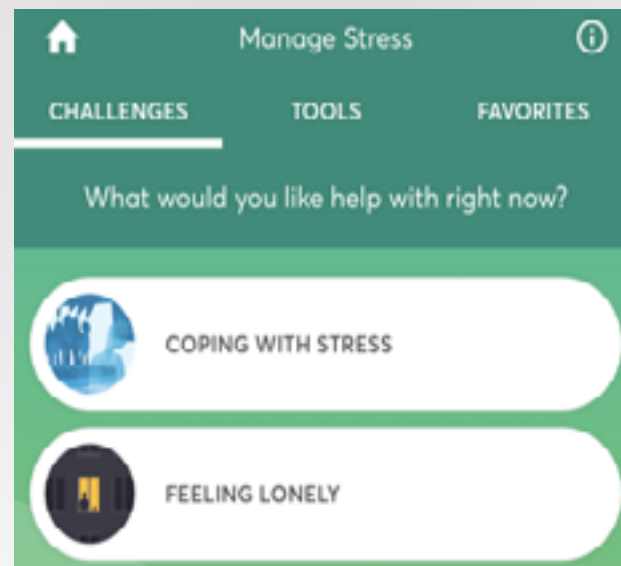 Manage Stress
CHALLENGES TOOLS FAVORITES
What would you like help with right now?
COPING WITH STRESS
FEELING LONELY